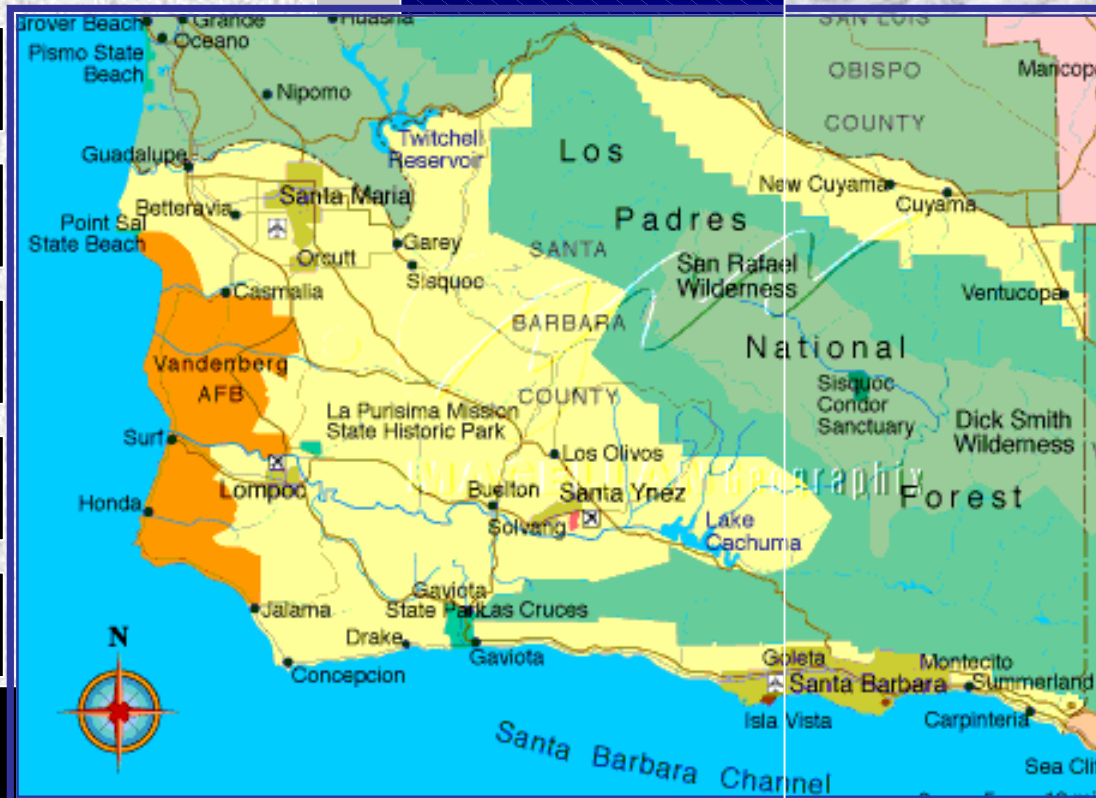 Grover Beach
Grande
Huasna
SAN LUIS
Oceano
Pismo State
Beach
OBISPO
Maricopa
Nipomo
COUNTY
Twitchell
Reservoir
Los
Guadalupe
New Cuyama
Cuyama
Santa Maria
Betteravia
Padres
Point Sal
State Beach
Garey
SANTA
Orcutt
San Rafael
Wilderness
Sisquoc
Casmalia
Ventucopa
BARBARA
National
Vandenberg
AFB
Sisquoc
Condor
Sanctuary
COUNTY
La Purisima Mission
State Historic Park
Dick Smith
Wilderness
Surf
Los Olivos
Lompoc
Buelton
Santa Ynez
Geographix
Forest
Honda
Solvang
Lake
Cachuma
Gaviota
State Park
Las Cruces
Jalama
Drake
Gaviota
Goleta
Montecito
N
Concepcion
Santa Barbara
Summerland
Isla Vista
Carpinteria
Santa Barbara Channel
Sea Clif